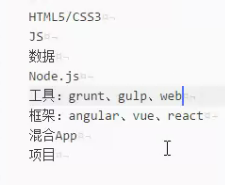 HTML5/CSS3
JS
数据
Node.js
工具：grunt、gulp、web
框架：angular、vue、react
混合App
项目